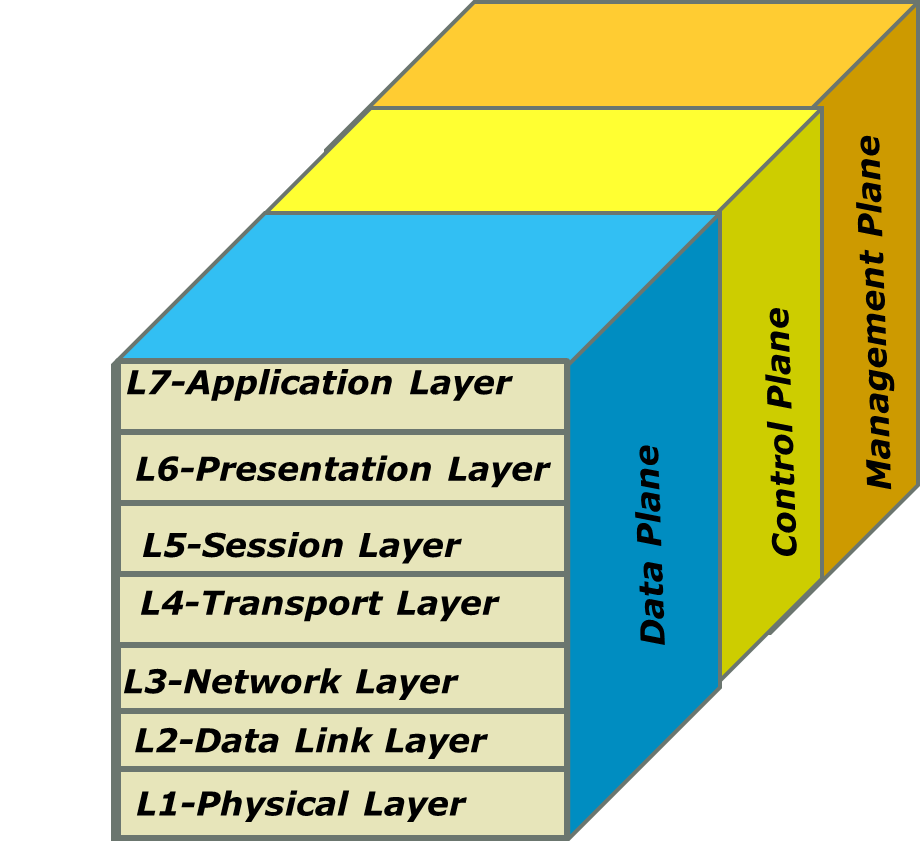 L7-Application Layer
L6-Presentation Layer
L5-Session Layer
L4-Transport Layer
L3-Network Layer
L2-Data Link Layer
L1-Physical Layer
Data Plane
Control Plane
Management Plane